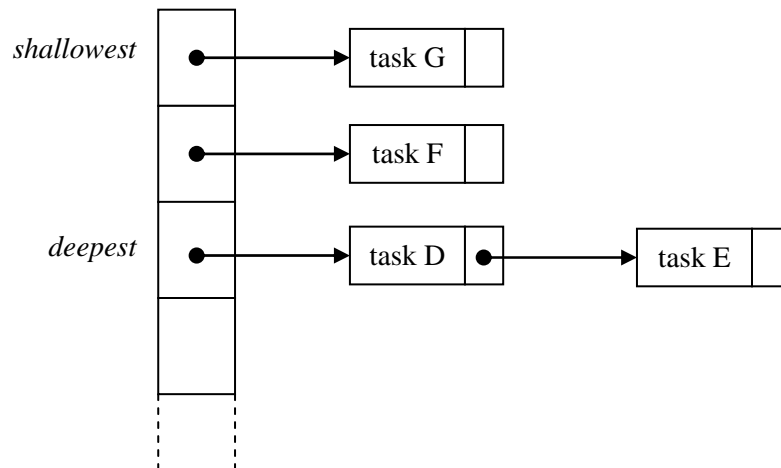 shallowest
task G
task F
deepest
task D
task E